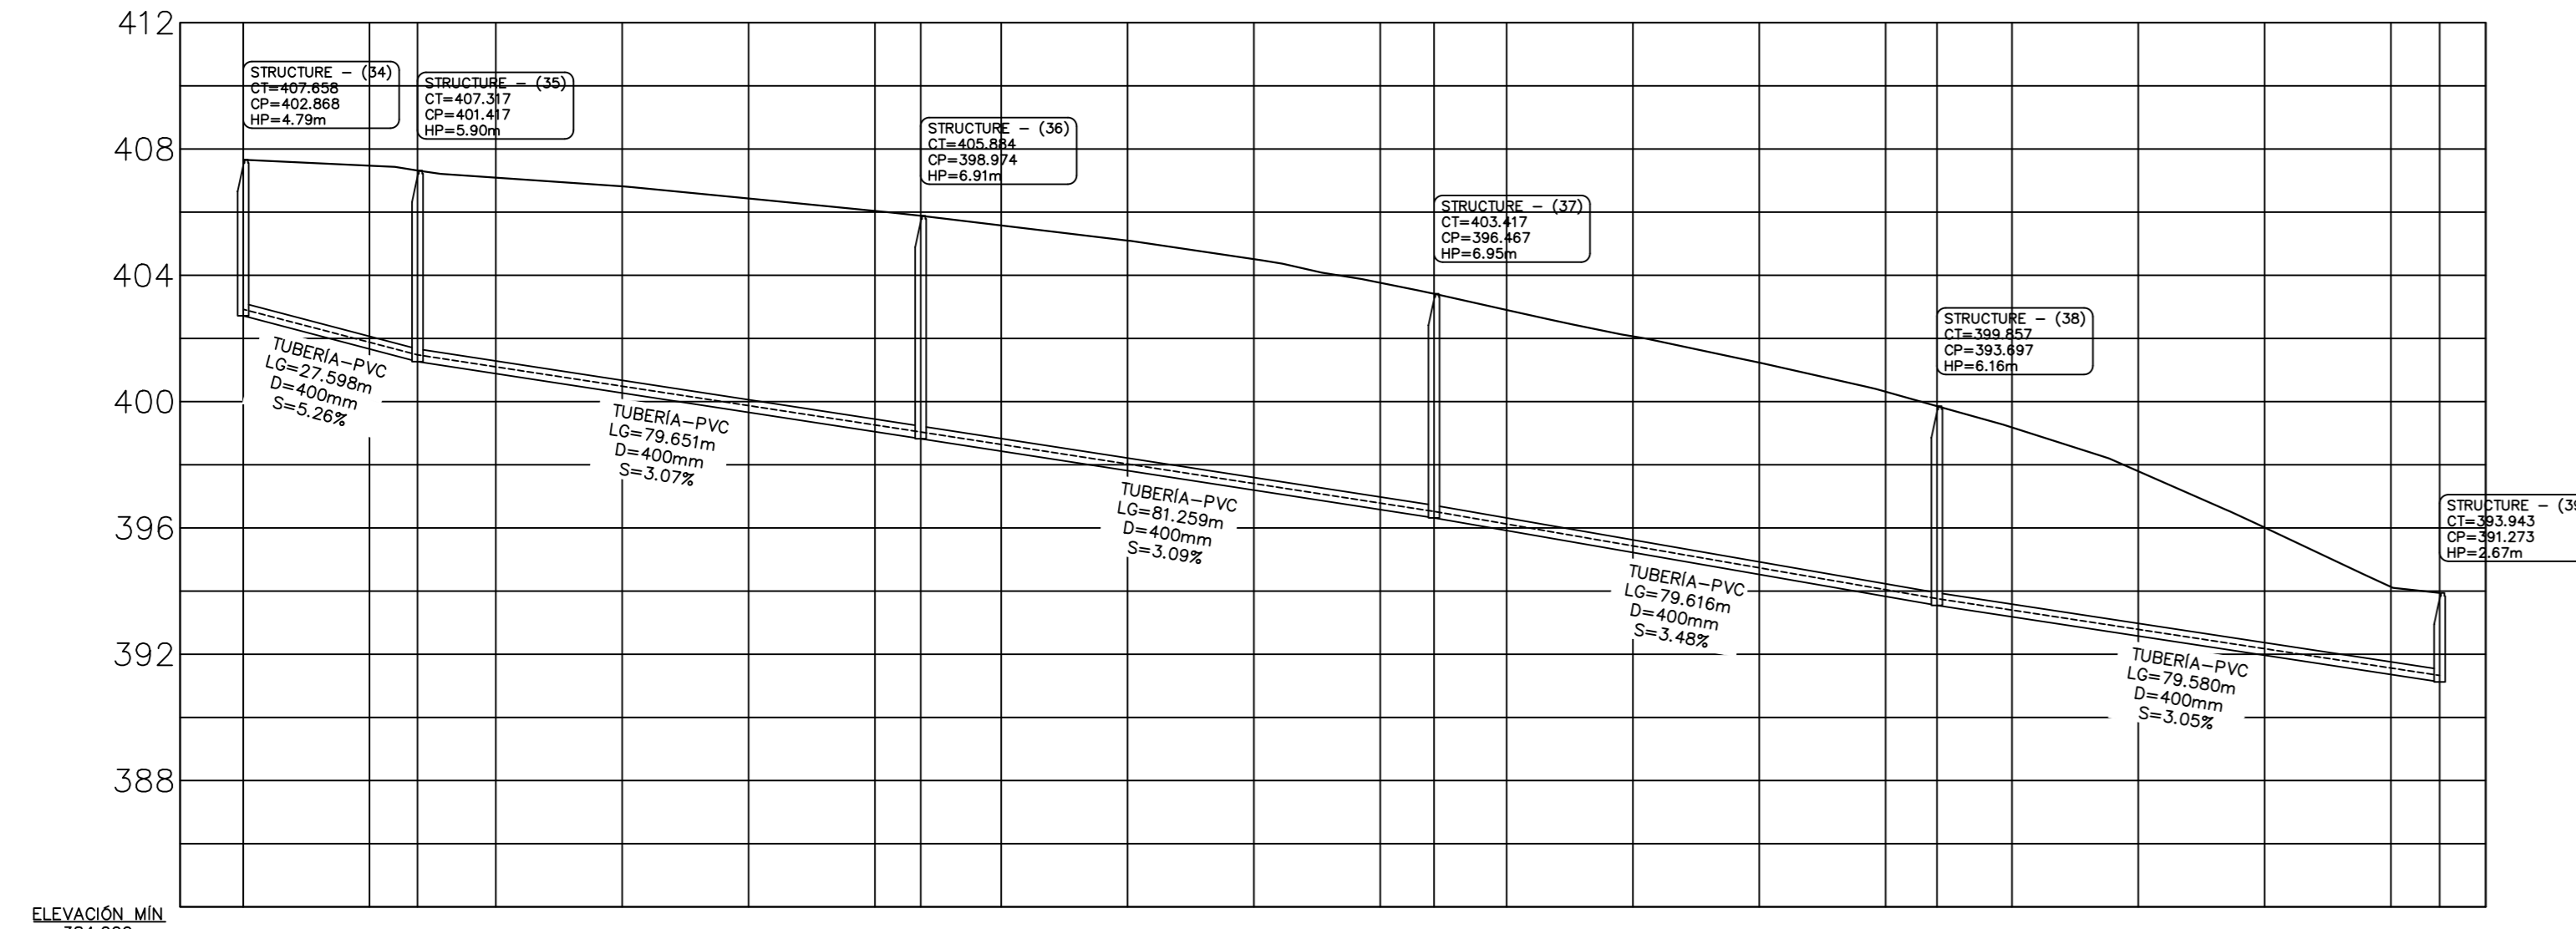 412
408
404
400
396
392
388
STRUCTURE - (34)
CT=407.658
CP=402.868
HP=4.79m
STRUCTURE - (35)
CT=407.317
CP=401.417
HP=5.90m
STRUCTURE - (36)
CT=405.884
CP=398.974
HP=6.91m
STRUCTURE - (37)
CT=403.417
CP=396.467
HP=6.95m
STRUCTURE - (38)
CT=399.857
CP=393.697
HP=6.16m
STRUCTURE - (39
CT=393.943
CP=391.273
HP=2.67m
TUBERÍA-PVC
LG=27.598m
D=400mm
S=5.26%
TUBERÍA-PVC
LG=79.651m
D=400mm
S=3.07%
TUBERÍA-PVC
LG=81.259m
D=400mm
S=3.09%
TUBERÍA-PVC
LG=79.616m
D=400mm
S=3.48%
TUBERÍA-PVC
LG=79.580m
D=400mm
S=3.05%
ELEVACIÓN MÍN